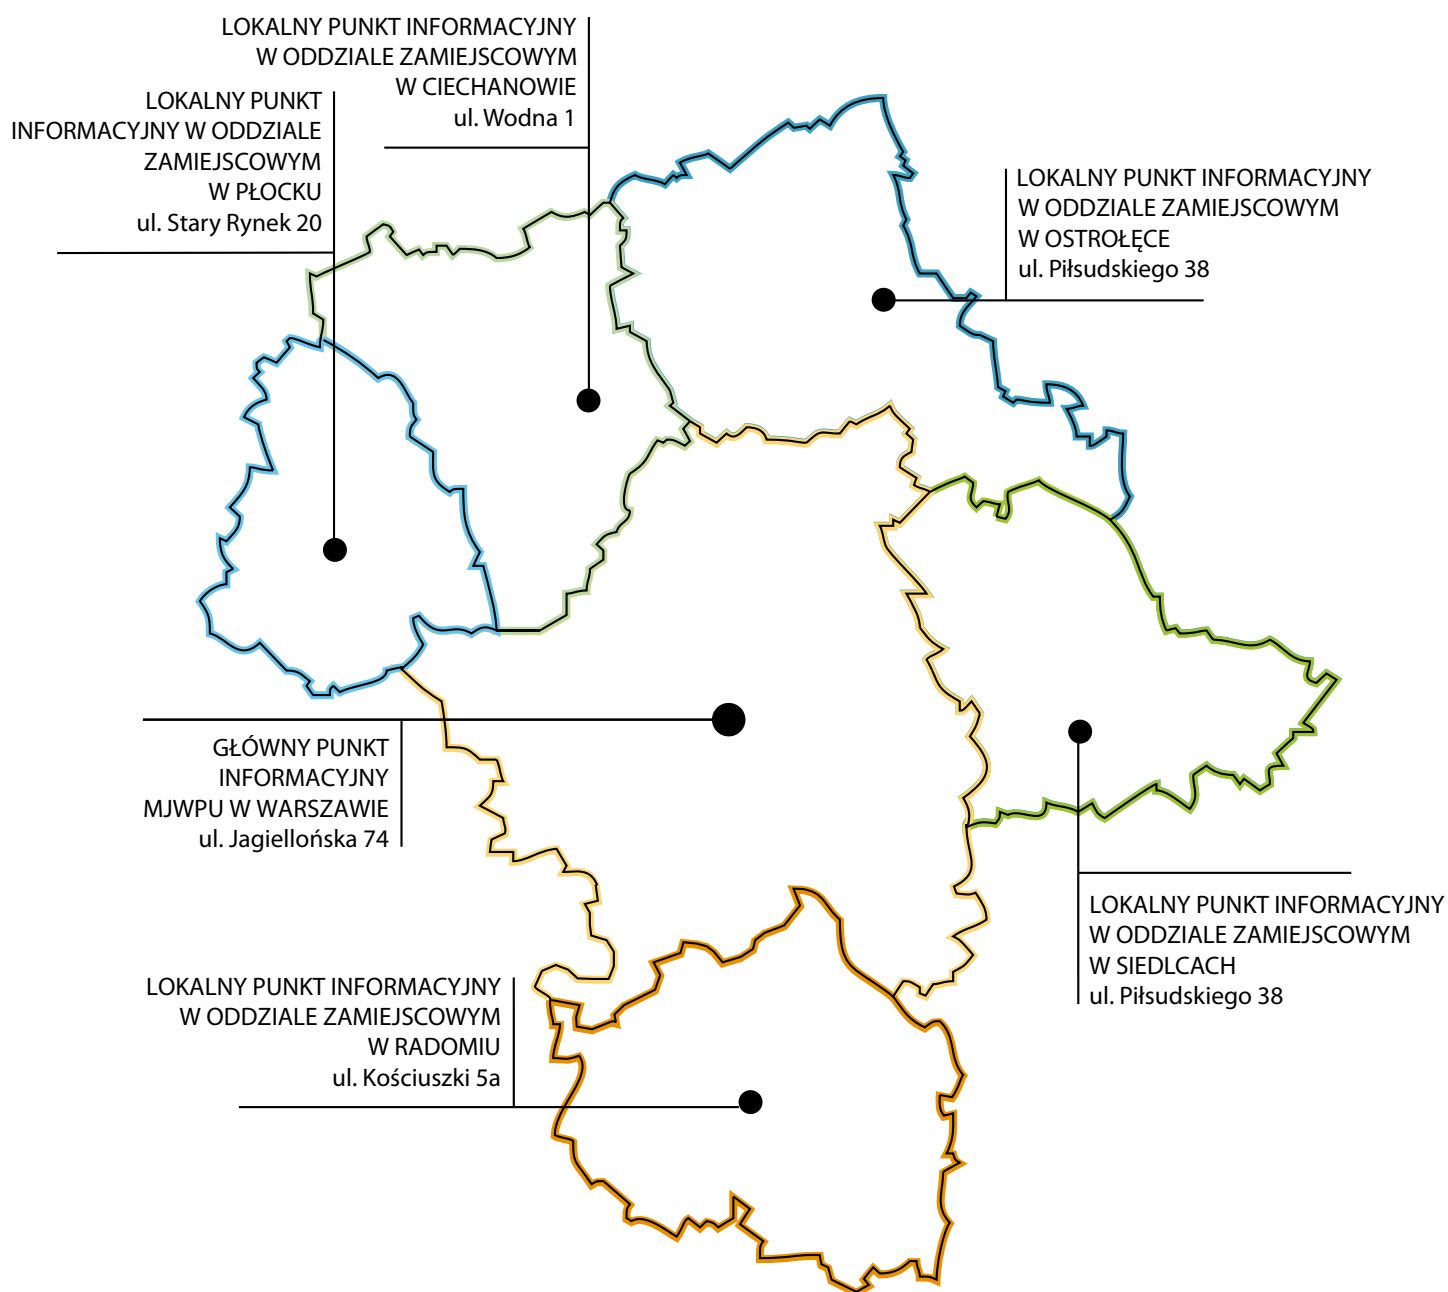 LOKALNY PUNKT INFORMACYJNY
W ODDZIALE ZAMIEJSCOWYM
W CIECHANOWIE
ul. Wodna 1
LOKALNY PUNKT
INFORMACYJNY W ODDZIALE
ZAMIEJSCOWYM
W PŁOCKU
ul. Stary Rynek 20
LOKALNY PUNKT INFORMACYJNY
W ODDZIALE ZAMIEJSCOWYM
W OSTROŁĘCE
ul. Piłsudskiego 38
GŁÓWNY PUNKT
INFORMACYJNY
MJWPU W WARSZAWIE
ul. Jagiellońska 74
LOKALNY PUNKT INFORMACYJNY
W ODDZIALE ZAMIEJSCOWYM
W SIEDLCACH
ul. Piłsudskiego 38
LOKALNY PUNKT INFORMACYJNY
W ODDZIALE ZAMIEJSCOWYM
W RADOMIU
ul. Kościuszki 5a